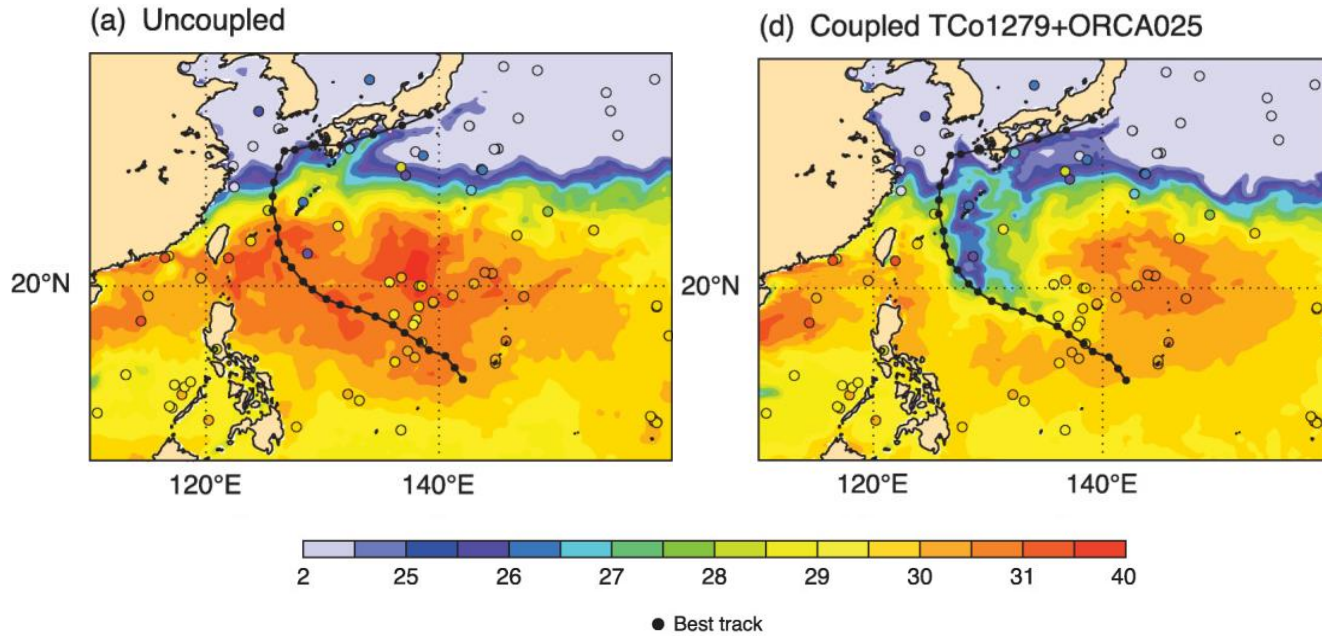 (a) Uncoupled
(d) Coupled TCo1279+ORCA025
20°N
20°N
120°E 140°E
120°E 140°E
2 25 26 27 28 29 30 31 40
Best track